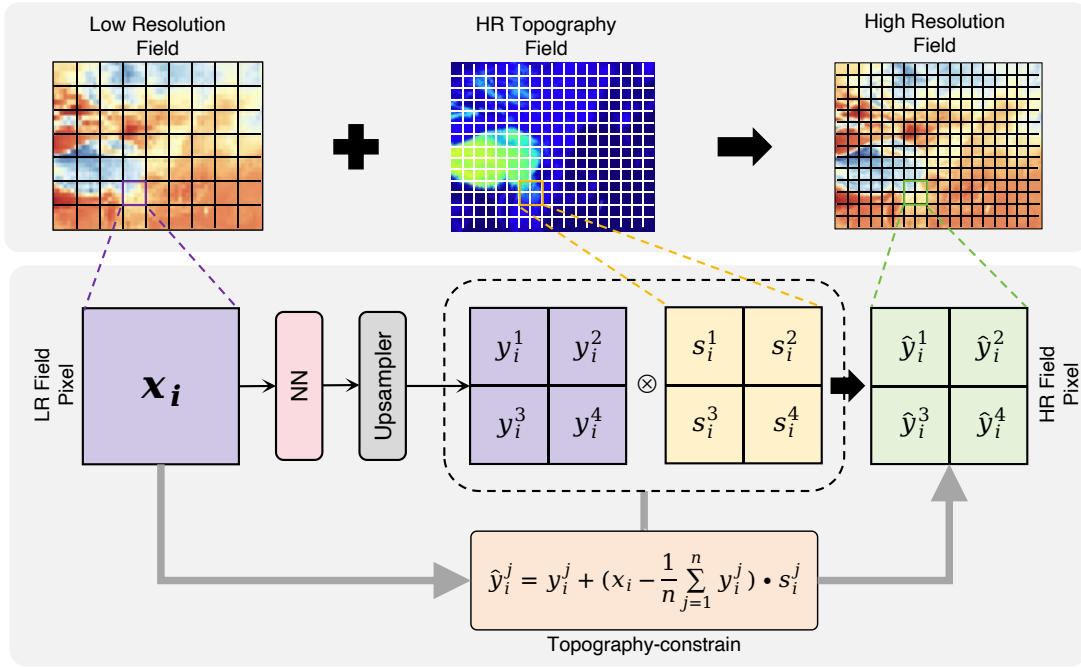 Low Resolution
Field
HR Topography
Field
High Resolution
Field
LR Field
Pixel
x_i
NN
Upsampler
y_i^1 y_i^2
y_i^3 y_i^4
⊗
s_i^1 s_i^2
s_i^3 s_i^4
ŷ_i^1 ŷ_i^2
ŷ_i^3 ŷ_i^4
HR Field
Pixel
ŷ_i^j = y_i^j + (x_i − \frac{1}{n} \sum_{j=1}^{n} y_i^j) • s_i^j
Topography-constrain